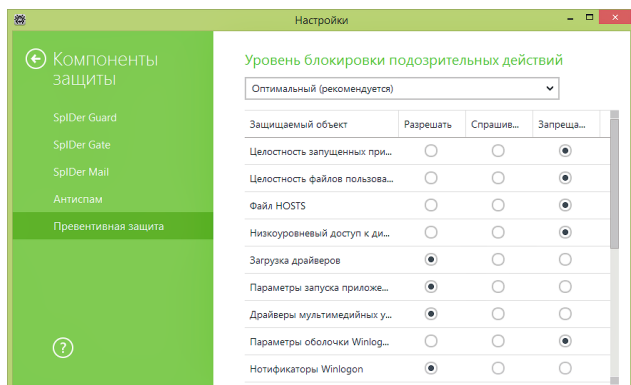 Настройки
Компоненты
защиты
SpIDer Guard
SpIDer Gate
SpIDer Mail
Антиспам
Превентивная защита
?
Уровень блокировки подозрительных действий
Оптимальный (рекомендуется)
Защищаемый объект Разрешать Спрашив... Запреща...
Целостность запущенных при...
Целостность файлов пользова...
Файл HOSTS
Низкоуровневый доступ к ди...
Загрузка драйверов
Параметры запуска приложе...
Драйверы мультимедийных у...
Параметры оболочки Winlog...
Нотификаторы Winlogon